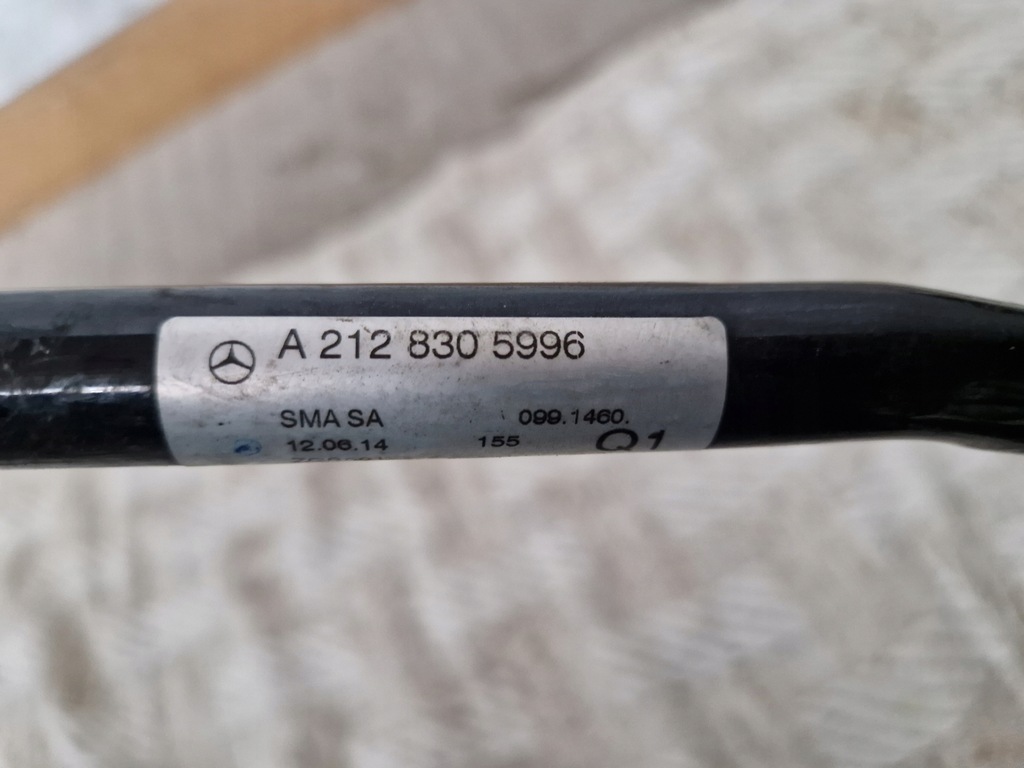 A 212 830 5996
SMA SA 099.1460.
12.06.14 155 Q1